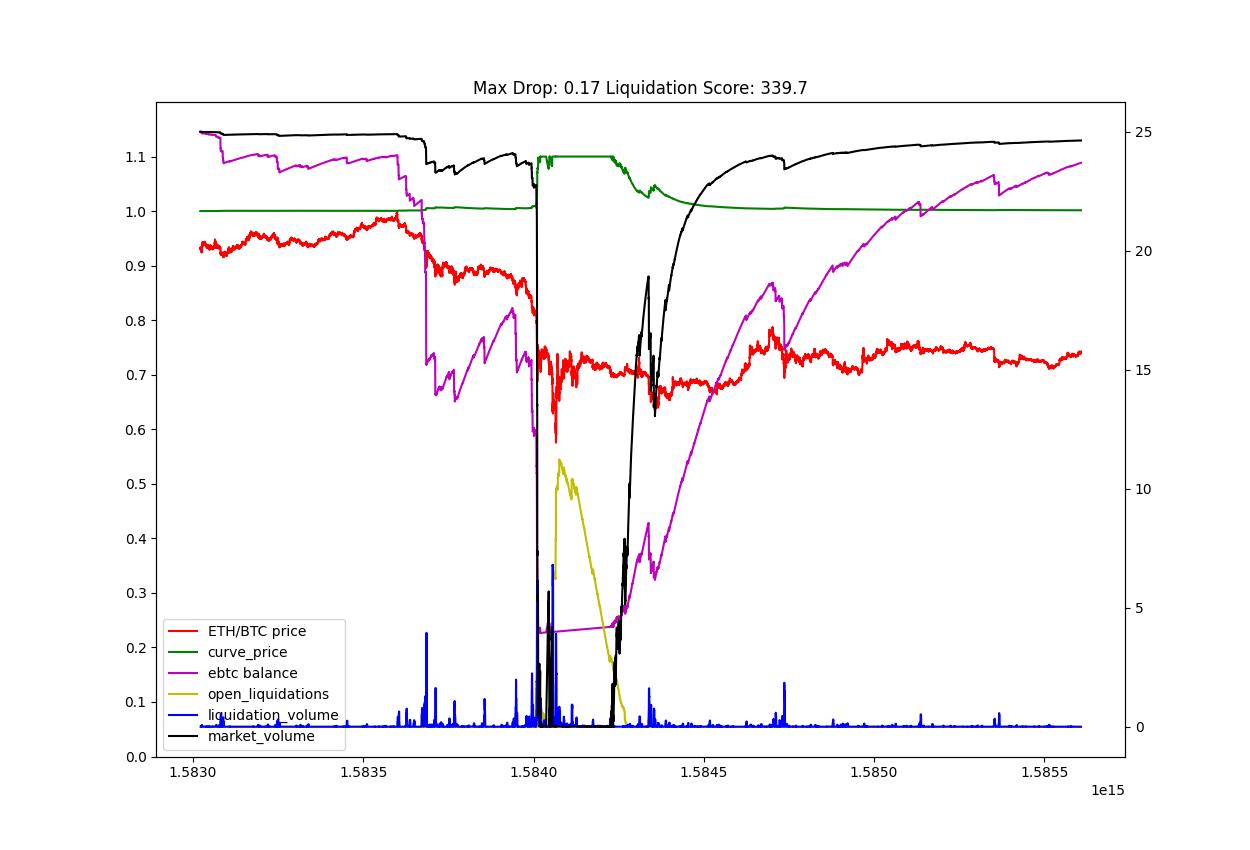 Max Drop: 0.17 Liquidation Score: 339.7
1.1
1.0
0.9
0.8
0.7
0.6
0.5
0.4
0.3
0.2
0.1
0.0
25
20
15
10
5
0
ETH/BTC price
curve_price
ebtc balance
open_liquidations
liquidation_volume
market_volume
1.5830 1.5835 1.5840 1.5845 1.5850 1.5855
1e15